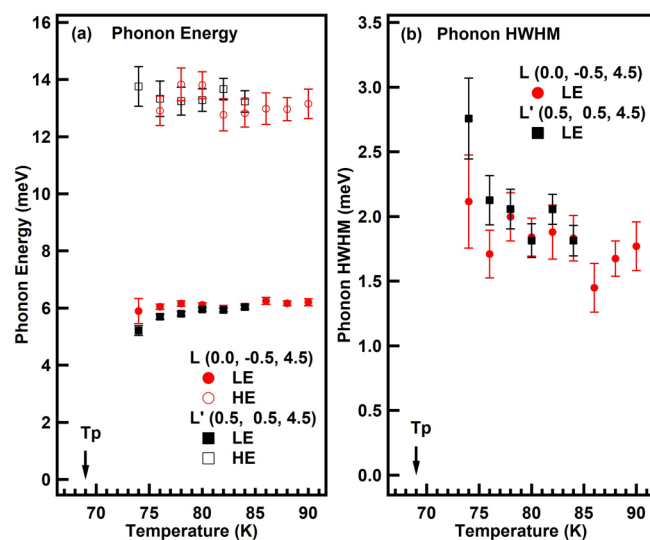 (a) Phonon Energy
16
14
12
10
8
6
4
2
0
Phonon Energy (meV)
L (0.0, -0.5, 4.5)
LE
HE
L' (0.5, 0.5, 4.5)
LE
HE
Tp
70
75
80
85
90
Temperature (K)
(b) Phonon HWHM
3.5
3.0
2.5
2.0
1.5
1.0
0.5
0.0
Phonon HWHM (meV)
L (0.0, -0.5, 4.5)
LE
L' (0.5, 0.5, 4.5)
LE
Tp
70
75
80
85
90
Temperature (K)